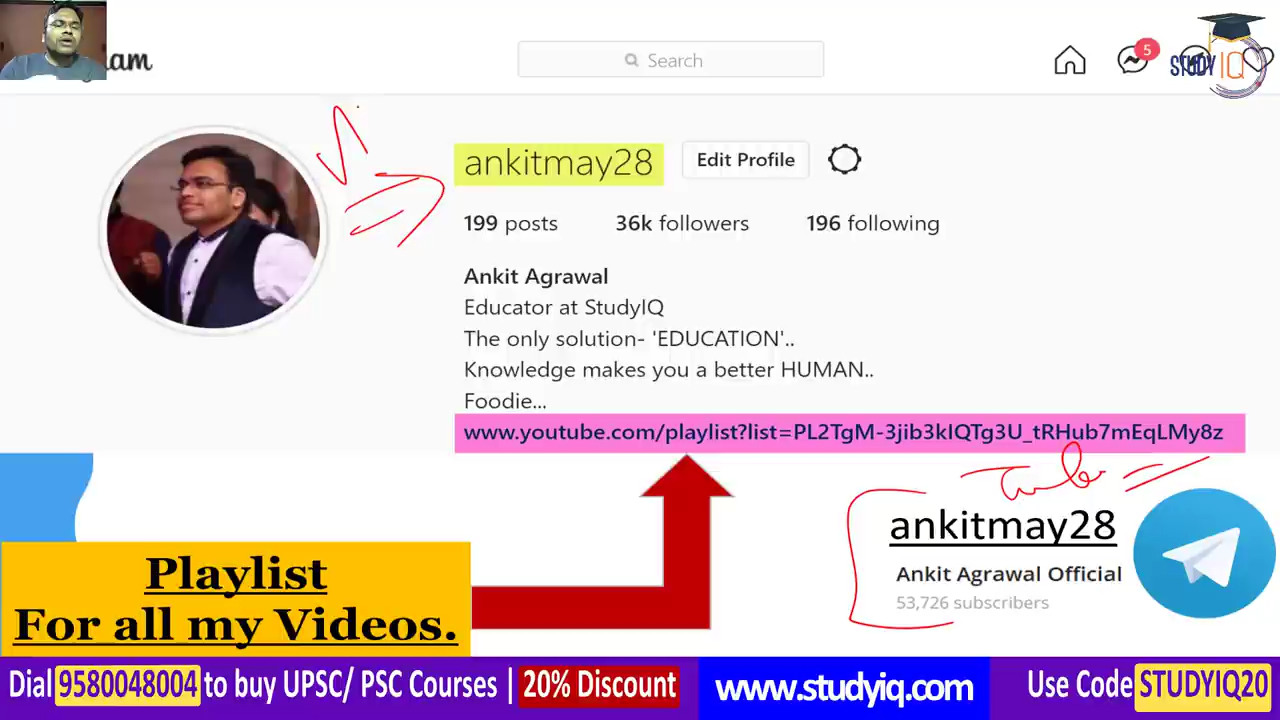 am
Search
5
STUDY IQ
ankitmay28
Edit Profile
199 posts 36k followers 196 following
Ankit Agrawal
Educator at StudyIQ
The only solution- 'EDUCATION'..
Knowledge makes you a better HUMAN..
Foodie...
www.youtube.com/playlist?list=PL2TgM-3jib3kIQTg3U_tRHub7mEqLMy8z
ankitmay28
Ankit Agrawal Official
53,726 subscribers
Playlist
For all my Videos.
Dial 9580048004 to buy UPSC/ PSC Courses | 20% Discount www.studyiq.com Use Code STUDYIQ20